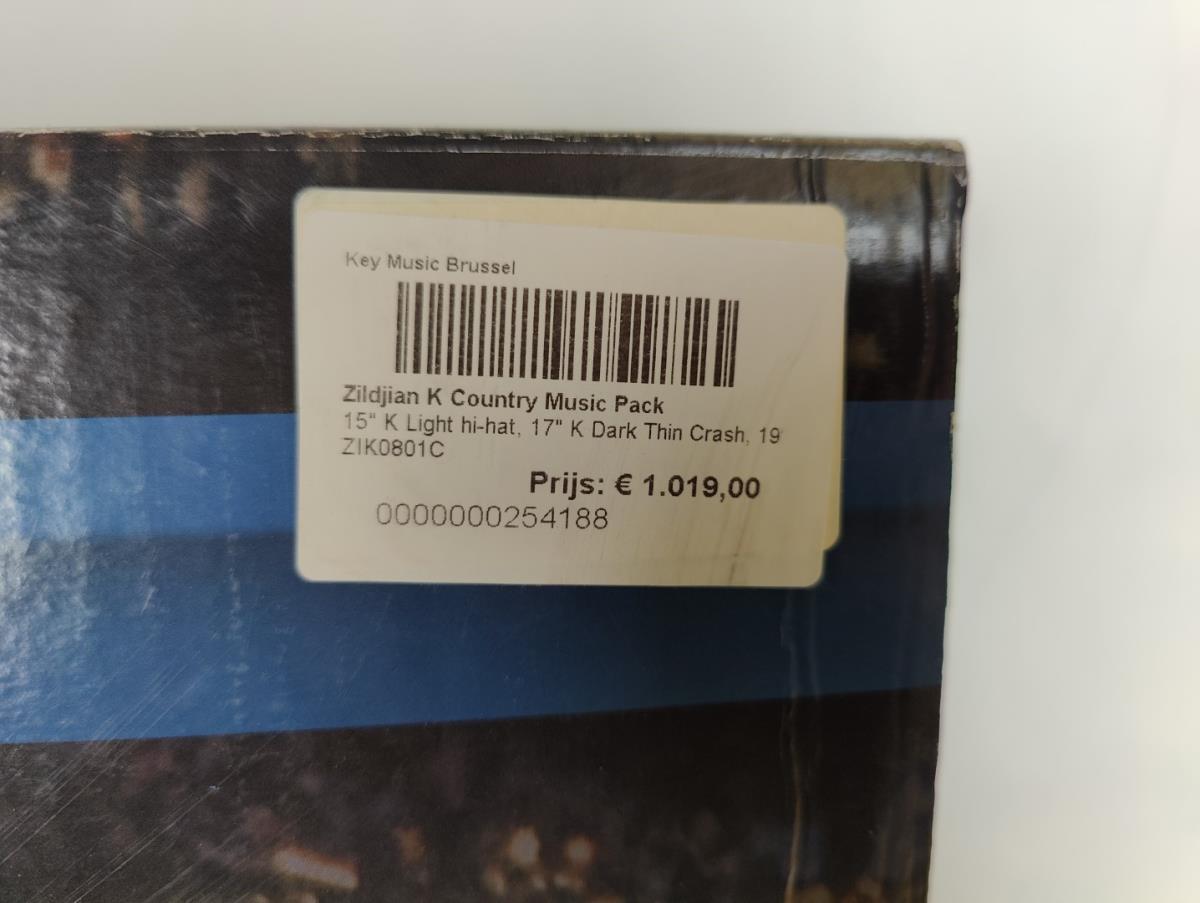 Key Music Brussel
Zildjian K Country Music Pack
15" K Light hi-hat, 17" K Dark Thin Crash, 19
ZIK0801C
Prijs: € 1.019,00
0000000254188